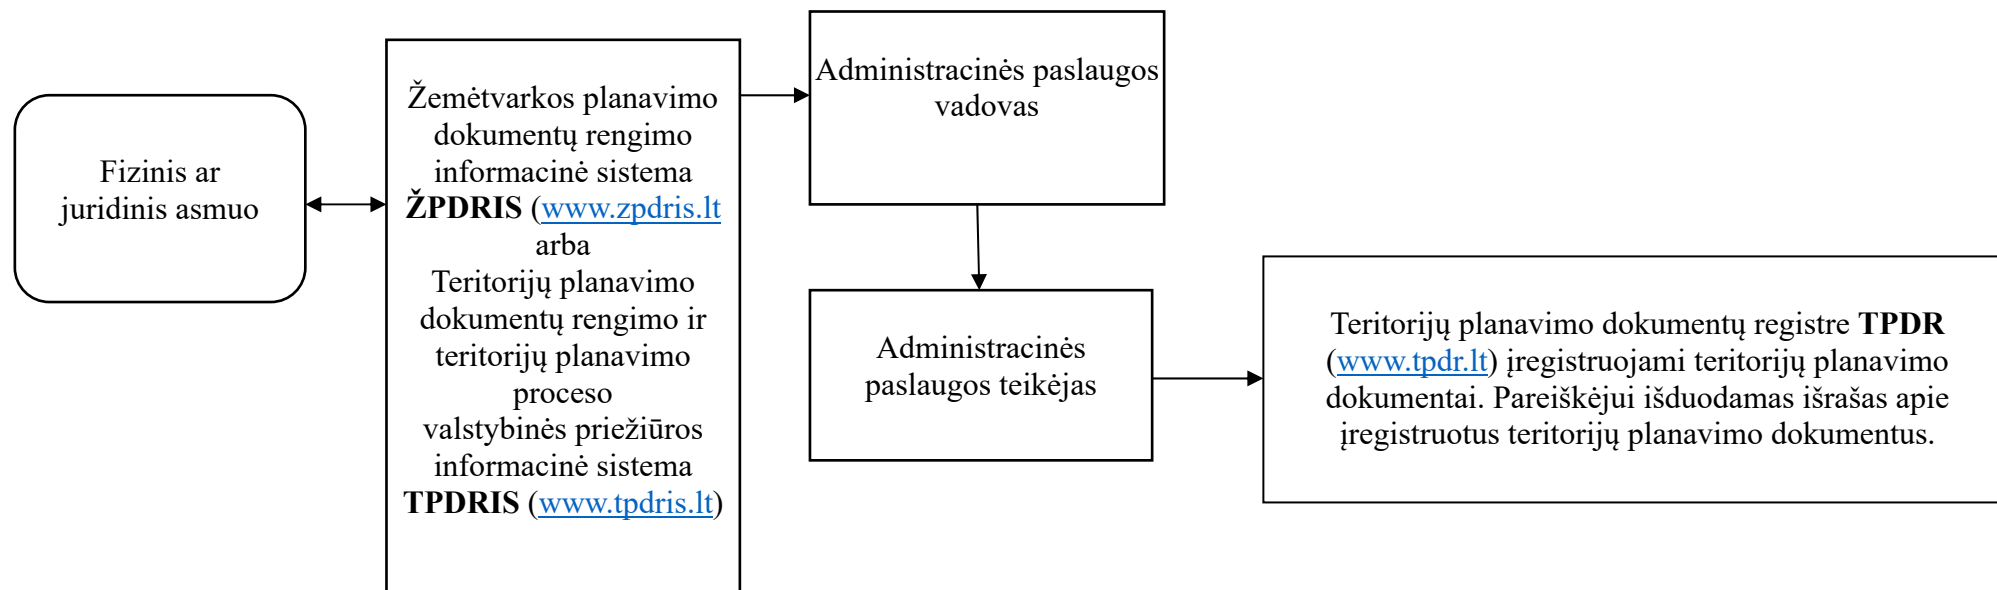 Fizinis ar
juridinis asmuo
Žemėtvarkos planavimo
dokumentų rengimo
informacinė sistema
ŽPDRIS (www.zpdris.lt
arba
Teritorijų planavimo
dokumentų rengimo ir
teritorijų planavimo
proceso
valstybinės priežiūros
informacinė sistema
TPDRIS (www.tpdris.lt)
Administracinės paslaugos
vadovas
Administracinės
paslaugos teikėjas
Teritorijų planavimo dokumentų registre TPDR
(www.tpdr.lt) įregistruojami teritorijų planavimo
dokumentai. Pareiškėjui išduodamas išrašas apie
įregistruotus teritorijų planavimo dokumentus.